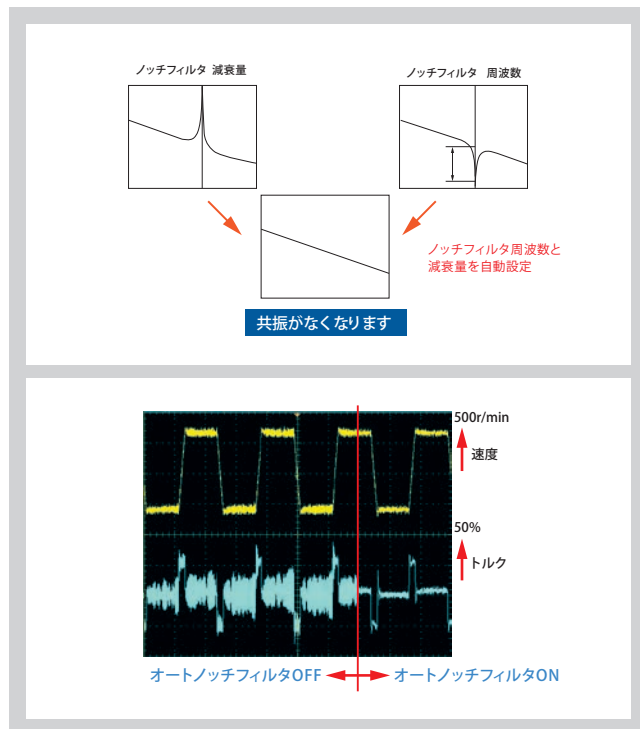 ノッチフィルタ 減衰量
ノッチフィルタ 周波数
ノッチフィルタ周波数と
減衰量を自動設定
共振がなくなります
500r/min
速度
50%
トルク
オートノッチフィルタOFF
オートノッチフィルタON